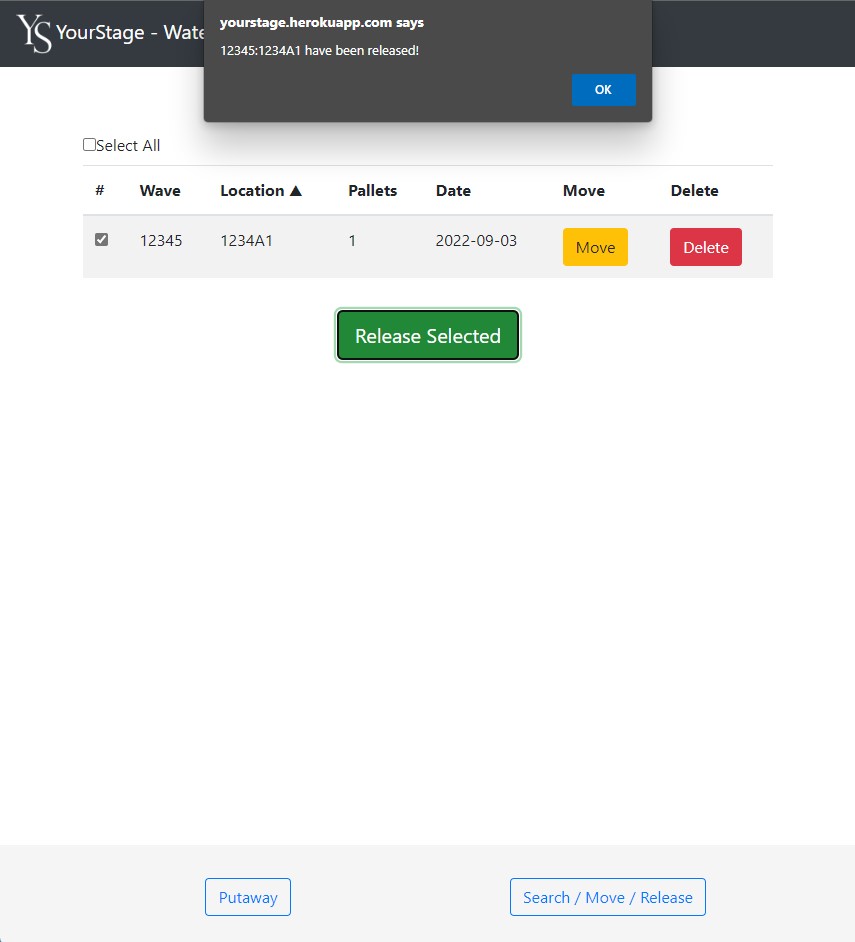 yourstage.herokuapp.com says
12345:1234A1 have been released!
OK
YS YourStage - Wate
Select All
# Wave Location ▲ Pallets Date Move Delete
12345 1234A1 1 2022-09-03 Move Delete
Release Selected
Putaway Search / Move / Release